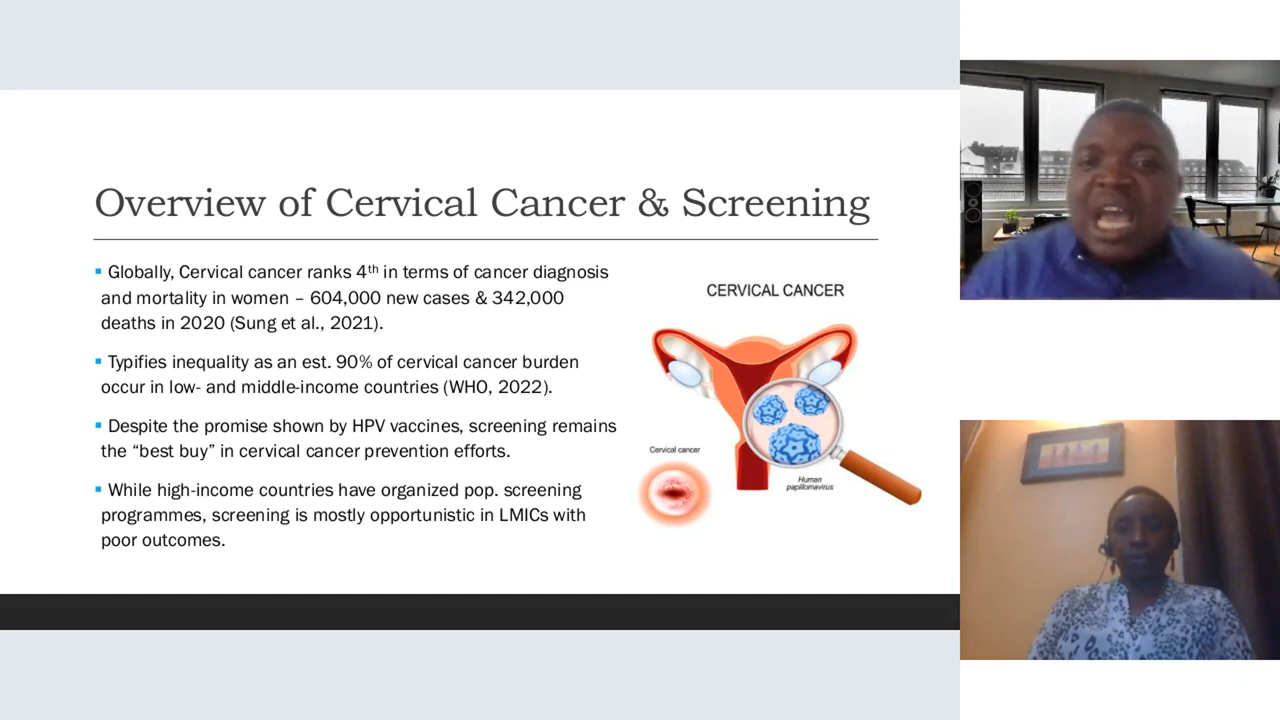 Overview of Cervical Cancer & Screening
▪ Globally, Cervical cancer ranks 4th in terms of cancer diagnosis
and mortality in women – 604,000 new cases & 342,000
deaths in 2020 (Sung et al., 2021).
▪ Typifies inequality as an est. 90% of cervical cancer burden
occur in low- and middle-income countries (WHO, 2022).
▪ Despite the promise shown by HPV vaccines, screening remains
the “best buy” in cervical cancer prevention efforts.
▪ While high-income countries have organized pop. screening
programmes, screening is mostly opportunistic in LMICs with
poor outcomes.
CERVICAL CANCER
Cervical cancer
Human
papillomavirus